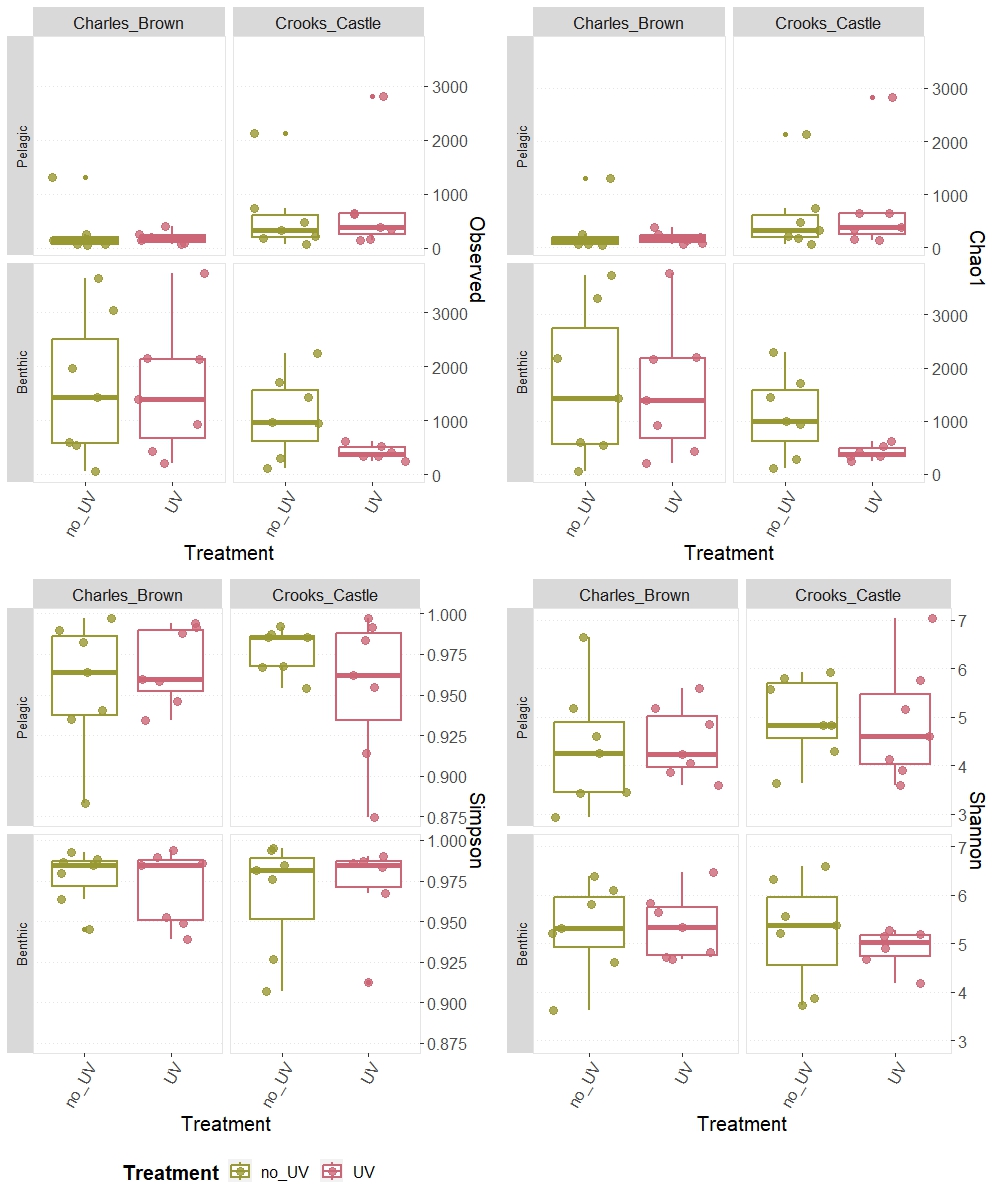 Charles_Brown Crooks_Castle
Pelagic
3000
2000
1000
0
Benthic
3000
2000
1000
0
Observed
no_UV UV no_UV UV
Treatment
Charles_Brown Crooks_Castle
Pelagic
3000
2000
1000
0
Benthic
3000
2000
1000
0
Chao1
no_UV UV no_UV UV
Treatment
Charles_Brown Crooks_Castle
Pelagic
1.000
0.975
0.950
0.925
0.900
0.875
Benthic
1.000
0.975
0.950
0.925
0.900
0.875
Simpson
no_UV UV no_UV UV
Treatment
Charles_Brown Crooks_Castle
Pelagic
7
6
5
4
3
Benthic
7
6
5
4
3
Shannon
no_UV UV no_UV UV
Treatment
Treatment no_UV UV